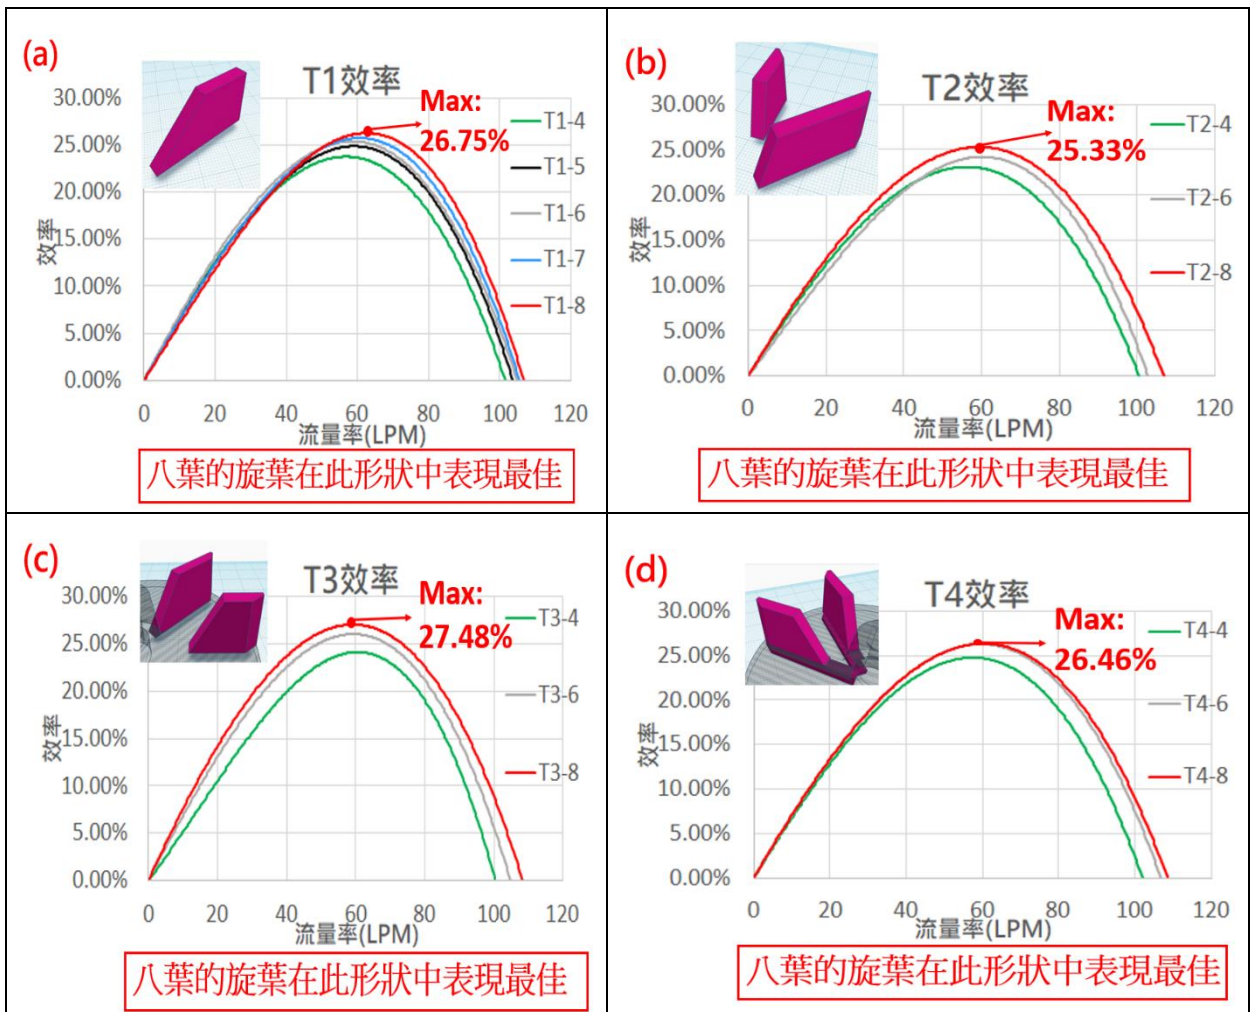 (a)
T1效率
Max:
26.75%
30.00%
25.00%
20.00%
15.00%
10.00%
5.00%
0.00%
效率
0 20 40 60 80 100 120
流量率(LPM)
T1-4
T1-5
T1-6
T1-7
T1-8
八葉的旋葉在此形狀中表現最佳
(b)
T2效率
Max:
25.33%
30.00%
25.00%
20.00%
15.00%
10.00%
5.00%
0.00%
效率
0 20 40 60 80 100 120
流量率(LPM)
T2-4
T2-6
T2-8
八葉的旋葉在此形狀中表現最佳
(c)
T3效率
Max:
27.48%
30.00%
25.00%
20.00%
15.00%
10.00%
5.00%
0.00%
效率
0 20 40 60 80 100 120
流量率(LPM)
T3-4
T3-6
T3-8
八葉的旋葉在此形狀中表現最佳
(d)
T4效率
Max:
26.46%
30.00%
25.00%
20.00%
15.00%
10.00%
5.00%
0.00%
效率
0 20 40 60 80 100 120
流量率(LPM)
T4-4
T4-6
T4-8
八葉的旋葉在此形狀中表現最佳